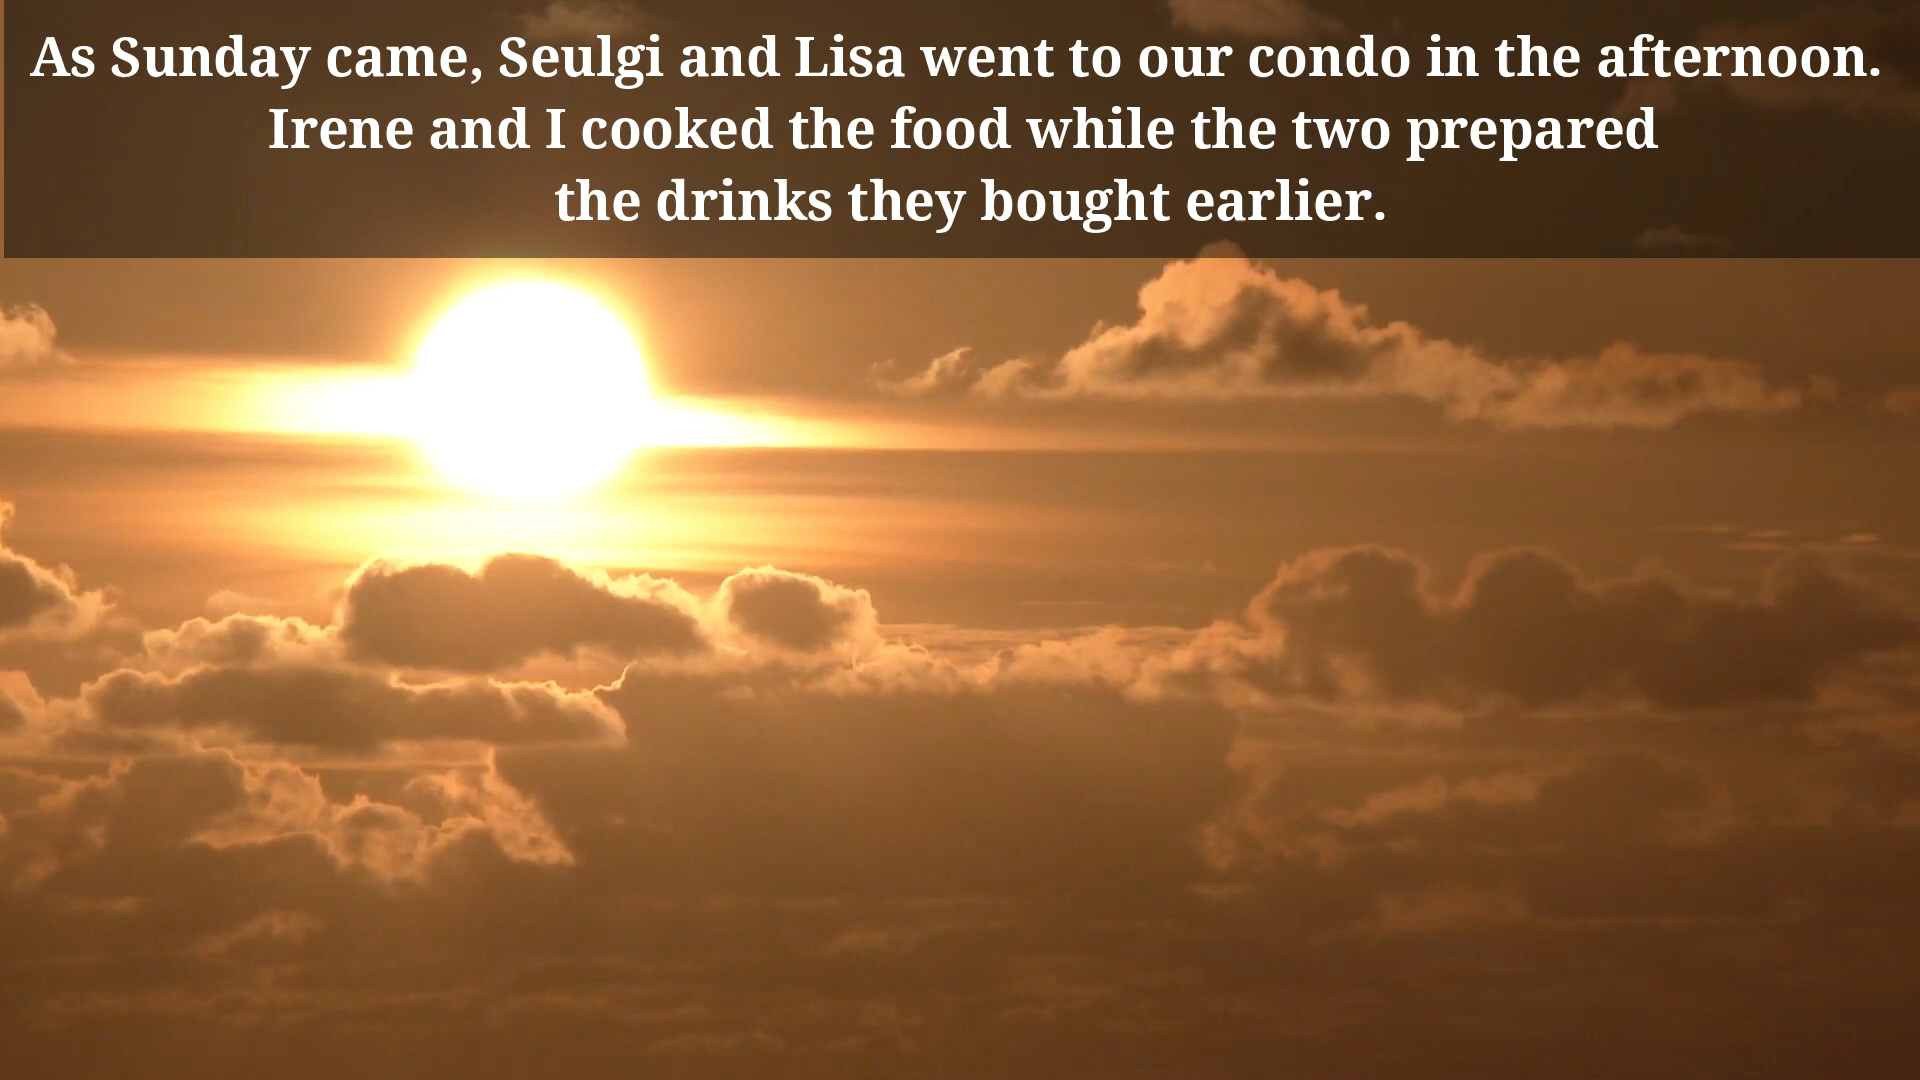 As Sunday came, Seulgi and Lisa went to our condo in the afternoon.
Irene and I cooked the food while the two prepared
the drinks they bought earlier.